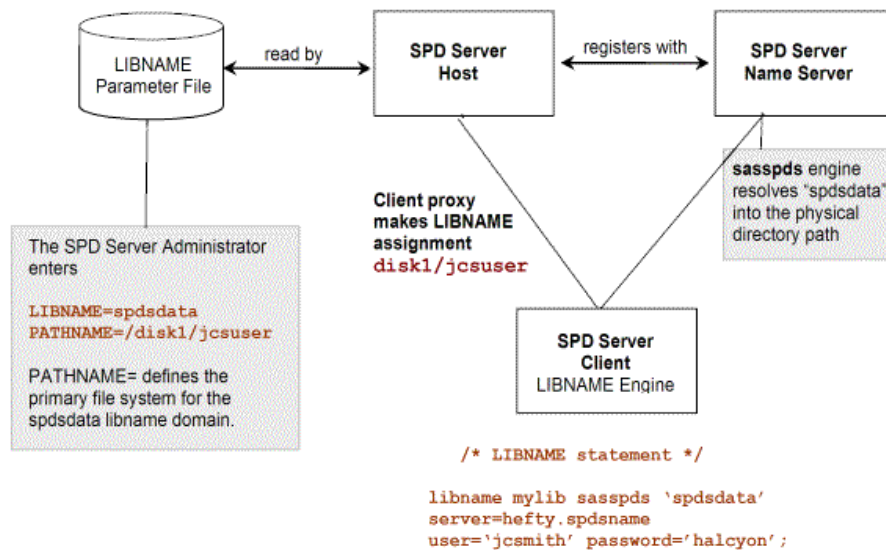 LIBNAME
Parameter File
read by
SPD Server
Host
registers with
SPD Server
Name Server
The SPD Server Administrator
enters
LIBNAME=spdsdata
PATHNAME=/disk1/jcsuser
PATHNAME= defines the
primary file system for the
spdsdata libname domain.
Client proxy
makes LIBNAME
assignment
disk1/jcsuser
sasspds engine
resolves “spdsdata”
into the physical
directory path
SPD Server
Client
LIBNAME Engine
/* LIBNAME statement */
libname mylib sasspds ‘spdsdata’
server=hefty.spdsname
user=‘jcsmith’ password=’halcyon’;